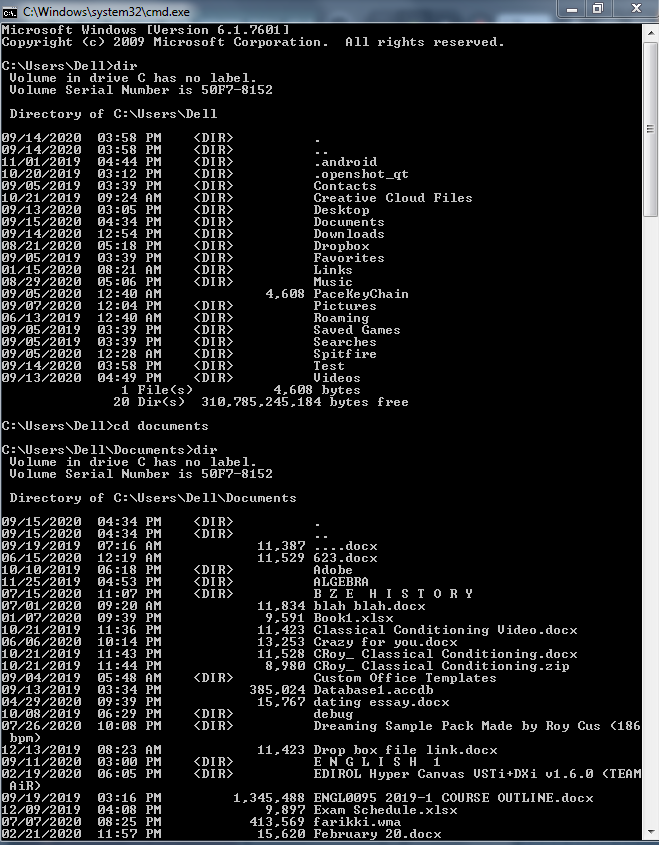 C:\Windows\system32\cmd.exe
Microsoft Windows [Version 6.1.7601]
Copyright (c) 2009 Microsoft Corporation.  All rights reserved.
C:\Users\Dell>dir
Volume in drive C has no label.
Volume Serial Number is 50F7-8152
Directory of C:\Users\Dell
09/14/2020  03:58 PM    <DIR>          .
09/14/2020  03:58 PM    <DIR>          ..
11/01/2019  04:44 PM    <DIR>          .android
10/20/2019  03:12 PM    <DIR>          .openshot_qt
09/05/2019  03:39 PM    <DIR>          Contacts
10/21/2019  09:24 AM    <DIR>          Creative Cloud Files
09/13/2020  03:05 PM    <DIR>          Desktop
09/15/2020  04:34 PM    <DIR>          Documents
09/14/2020  12:54 PM    <DIR>          Downloads
08/21/2020  05:18 PM    <DIR>          Dropbox
09/05/2019  03:39 PM    <DIR>          Favorites
01/15/2020  08:21 AM    <DIR>          Links
08/29/2020  05:06 PM    <DIR>          Music
09/05/2020  12:40 AM             4,608 PaceKeyChain
09/07/2020  12:04 PM    <DIR>          Pictures
06/13/2019  12:40 AM    <DIR>          Roaming
09/05/2019  03:39 PM    <DIR>          Saved Games
09/05/2019  03:39 PM    <DIR>          Searches
09/05/2020  12:28 AM    <DIR>          Spitfire
09/14/2020  03:58 PM    <DIR>          Test
09/13/2020  04:49 PM    <DIR>          Videos
1 File(s)          4,608 bytes
20 Dir(s)  310,785,245,184 bytes free
C:\Users\Dell>cd documents
C:\Users\Dell\Documents>dir
Volume in drive C has no label.
Volume Serial Number is 50F7-8152
Directory of C:\Users\Dell\Documents
09/15/2020  04:34 PM    <DIR>          .
09/15/2020  04:34 PM    <DIR>          ..
09/19/2019  07:16 AM            11,387 ....docx
06/15/2020  12:19 AM            11,529 623.docx
10/10/2019  06:18 PM    <DIR>          Adobe
11/25/2019  04:53 PM    <DIR>          ALGEBRA
07/15/2020  11:07 PM    <DIR>          B Z E  H I S T O R Y
07/01/2020  09:20 AM            11,834 blah blah.docx
01/07/2020  09:39 PM             9,591 Book1.xlsx
10/21/2019  11:36 PM            11,423 Classical Conditioning Video.docx
06/06/2020  10:14 PM            13,253 Crazy for you.docx
10/21/2019  11:43 PM            11,528 CRoy_ Classical Conditioning.docx
10/21/2019  11:44 PM             8,980 CRoy_ Classical Conditioning.zip
09/04/2019  05:48 AM    <DIR>          Custom Office Templates
09/13/2019  03:34 PM           385,024 Database1.accdb
04/29/2020  09:39 PM            15,767 dating essay.docx
10/08/2019  06:29 PM    <DIR>          debug
07/26/2020  10:08 PM    <DIR>          Dreaming Sample Pack Made by Roy Cus (186
bpm)
12/13/2019  08:23 AM            11,423 Drop box file link.docx
09/11/2020  03:00 PM    <DIR>          E N G L I S H  1
02/19/2020  06:05 PM    <DIR>          EDIROL Hyper Canvas VSTi+DXi v1.6.0 (TEAM
AiR)
09/19/2019  03:16 PM         1,345,488 ENGL0095 2019-1 COURSE OUTLINE.docx
12/09/2019  04:08 PM             9,897 Exam Schedule.xlsx
07/07/2020  08:25 PM           413,569 farikki.wma
02/21/2020  11:57 PM            15,620 February 20.docx